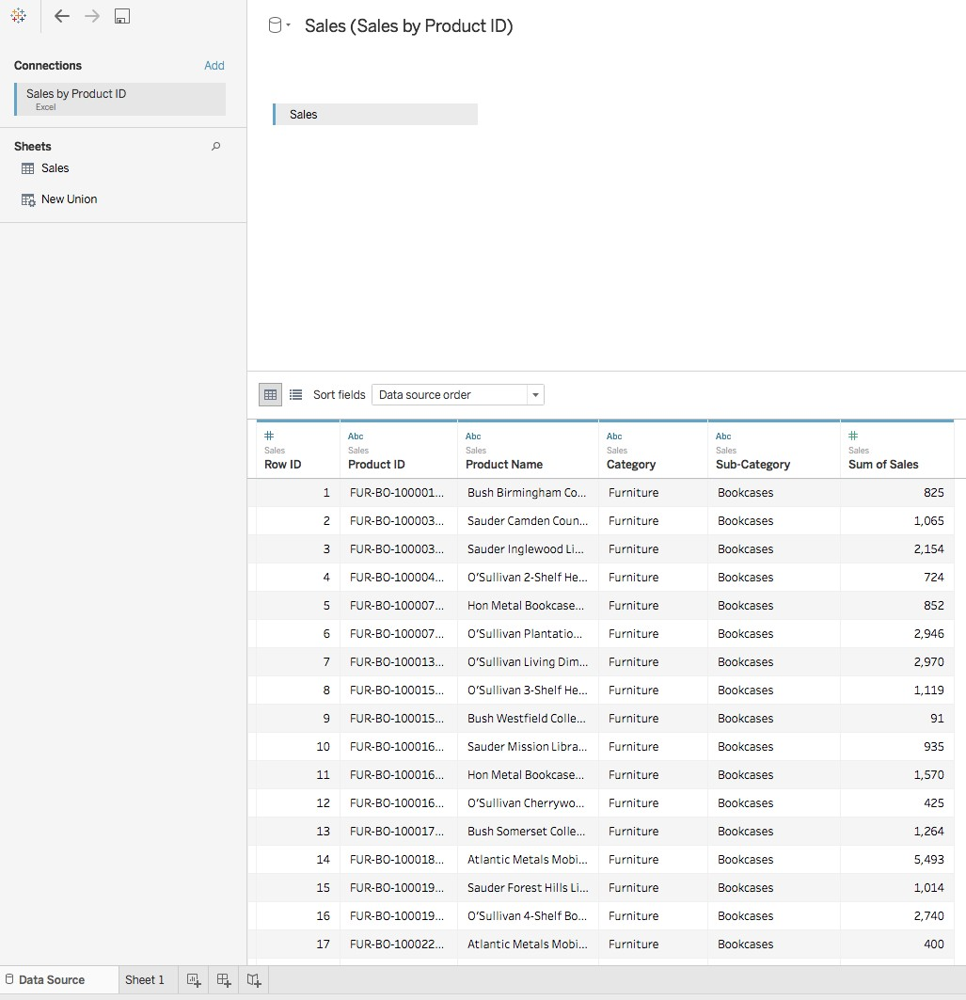 Sales (Sales by Product ID)
Connections Add
Sales by Product ID
Excel
Sales
Sheets
Sales
New Union
Sort fields Data source order
# Abc Abc Abc Abc #
Sales Sales Sales Sales Sales Sales
Row ID Product ID Product Name Category Sub-Category Sum of Sales
1 FUR-BO-100001... Bush Birmingham Co... Furniture Bookcases 825
2 FUR-BO-100003... Sauder Camden Coun... Furniture Bookcases 1,065
3 FUR-BO-100003... Sauder Inglewood Li... Furniture Bookcases 2,154
4 FUR-BO-100004... O'Sullivan 2-Shelf He... Furniture Bookcases 724
5 FUR-BO-100007... Hon Metal Bookcase... Furniture Bookcases 852
6 FUR-BO-100007... O'Sullivan Plantatio... Furniture Bookcases 2,946
7 FUR-BO-100013... O'Sullivan Living Dim... Furniture Bookcases 2,970
8 FUR-BO-100015... O'Sullivan 3-Shelf He... Furniture Bookcases 1,119
9 FUR-BO-100015... Bush Westfield Colle... Furniture Bookcases 91
10 FUR-BO-100016... Sauder Mission Libra... Furniture Bookcases 935
11 FUR-BO-100016... Hon Metal Bookcase... Furniture Bookcases 1,570
12 FUR-BO-100016... O'Sullivan Cherrywo... Furniture Bookcases 425
13 FUR-BO-100017... Bush Somerset Colle... Furniture Bookcases 1,264
14 FUR-BO-100018... Atlantic Metals Mobi... Furniture Bookcases 5,493
15 FUR-BO-100019... Sauder Forest Hills Li... Furniture Bookcases 1,014
16 FUR-BO-100019... O'Sullivan 4-Shelf Bo... Furniture Bookcases 2,740
17 FUR-BO-100022... Atlantic Metals Mobi... Furniture Bookcases 400
Data Source Sheet 1